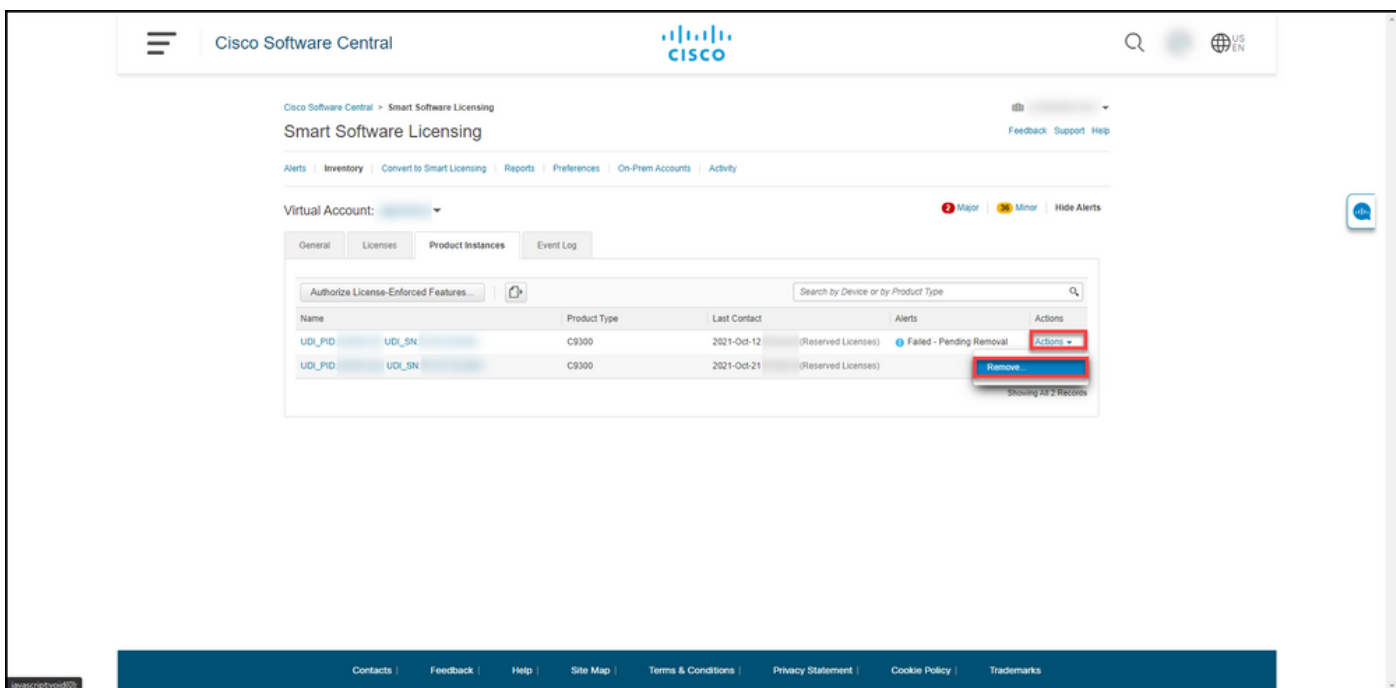 Cisco Software Central
CISCO
US
EN
Cisco Software Central > Smart Software Licensing
Smart Software Licensing
Feedback Support Help
Alerts | Inventory | Convert to Smart Licensing | Reports | Preferences | On-Prem Accounts | Activity
Virtual Account:
2 Major | 36 Minor | Hide Alerts
General Licenses Product Instances Event Log
Authorize License-Enforced Features... Search by Device or by Product Type
Name Product Type Last Contact Alerts Actions
UDI_PID: UDI_SN: C9300 2021-Oct-12 (Reserved Licenses) Failed - Pending Removal Actions
UDI_PID: UDI_SN: C9300 2021-Oct-21 (Reserved Licenses)
Remove...
Showing All 2 Records
Contacts | Feedback | Help | Site Map | Terms & Conditions | Privacy Statement | Cookie Policy | Trademarks
javascript:void(0);